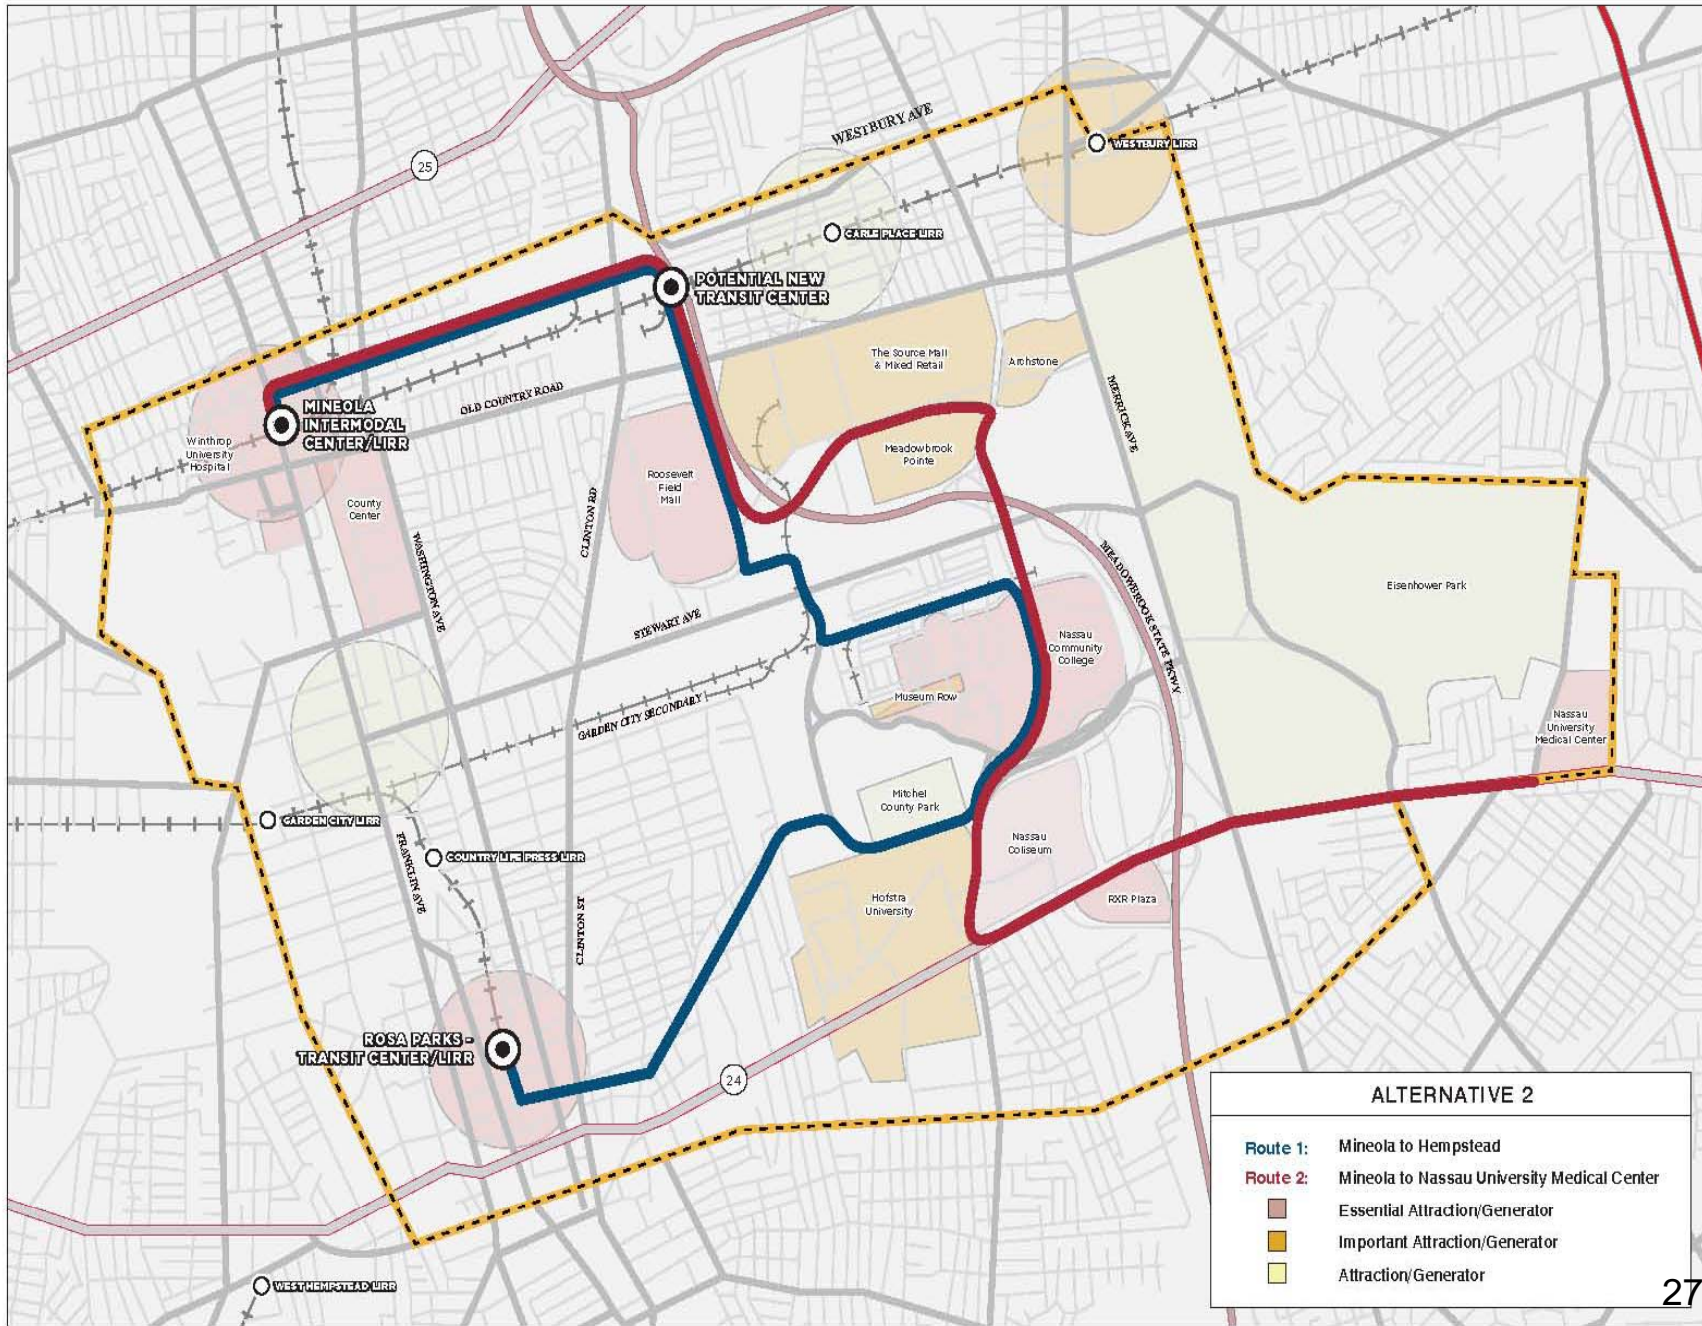 WESTBURY AVE
WESTBURY LIRR
25
CARLE PLACE LIRR
POTENTIAL NEW
TRANSIT CENTER
The Source Mall
& Mixed Retail
Archstone
OLD COUNTRY ROAD
MINEOLA
INTERMODAL
CENTER/LIRR
MERRICK AVE
Winthrop
University
Hospital
Meadowbrook
Pointe
Roosevelt
Field
Mall
County
Center
CLINTON RD
WASHINGTON AVE
MEADOWBROOK STATE PKWY
Eisenhower Park
STEWART AVE
Nassau
Community
College
Museum Row
GARDEN CITY SECONDARY
Nassau
University
Medical Center
Mitchel
County Park
GARDEN CITY LIRR
Nassau
Coliseum
COUNTRY LIFE PRESS LIRR
FRANKLIN AVE
Hofstra
University
RXR Plaza
CLINTON ST
ROSA PARKS -
TRANSIT CENTER/LIRR
24
ALTERNATIVE 2
Route 1: Mineola to Hempstead
Route 2: Mineola to Nassau University Medical Center
Essential Attraction/Generator
Important Attraction/Generator
Attraction/Generator
WEST HEMPSTEAD LIRR
27